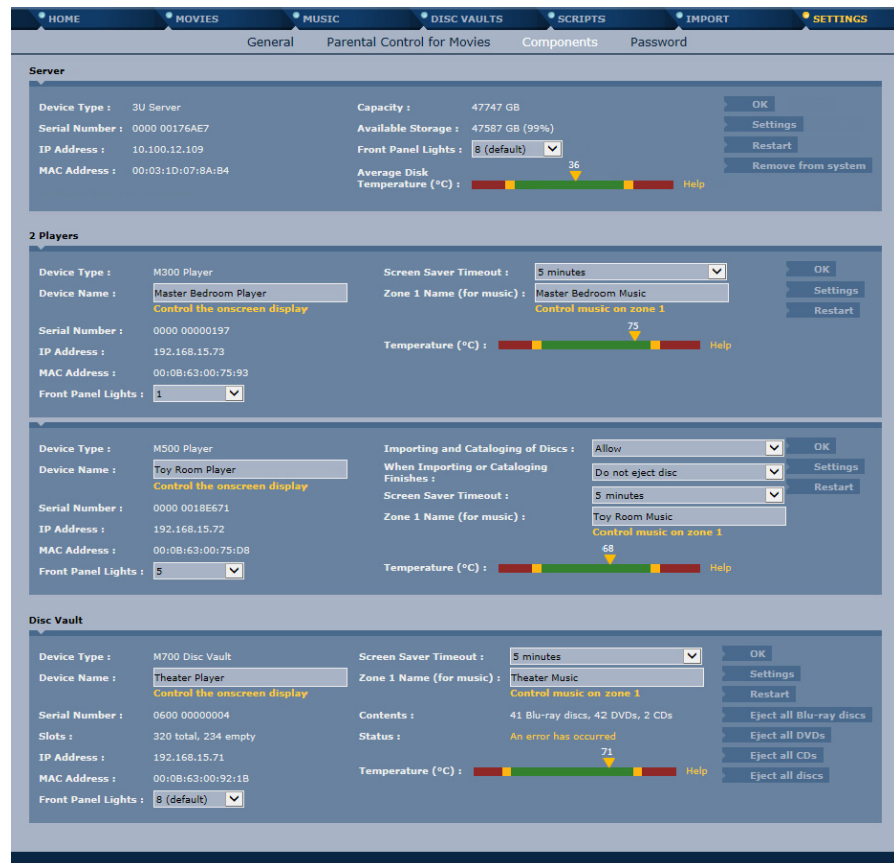 HOME MOVIES MUSIC DISC VAULTS SCRIPTS IMPORT SETTINGS
General Parental Control for Movies Components Password
Server
Device Type : 3U Server Capacity : 47747 GB OK
Serial Number : 0000 00176AE7 Available Storage : 47587 GB (99%) Settings
IP Address : 10.100.12.109 Front Panel Lights : 8 (default) Restart
MAC Address : 00:03:1D:07:8A:B4 Average Disk Temperature (°C) : 36 Help Remove from system
2 Players
Device Type : M300 Player Screen Saver Timeout : 5 minutes OK
Device Name : Master Bedroom Player Zone 1 Name (for music) : Master Bedroom Music Settings
Control the onscreen display Control music on zone 1 Restart
Serial Number : 0000 00000197 75
IP Address : 192.168.15.73 Temperature (°C) : Help
MAC Address : 00:0B:63:00:75:93
Front Panel Lights : 1
Device Type : M500 Player Importing and Cataloging of Discs : Allow OK
Device Name : Toy Room Player When Importing or Cataloging Finishes : Do not eject disc Settings
Control the onscreen display Screen Saver Timeout : 5 minutes Restart
Serial Number : 0000 0018E671 Zone 1 Name (for music) : Toy Room Music
IP Address : 192.168.15.72 Control music on zone 1
MAC Address : 00:0B:63:00:75:D8 68
Front Panel Lights : 5 Temperature (°C) : Help
Disc Vault
Device Type : M700 Disc Vault Screen Saver Timeout : 5 minutes OK
Device Name : Theater Player Zone 1 Name (for music) : Theater Music Settings
Control the onscreen display Control music on zone 1 Restart
Serial Number : 0600 00000004 Contents : 41 Blu-ray discs, 42 DVDs, 2 CDs Eject all Blu-ray discs
Slots : 320 total, 234 empty Status : An error has occurred Eject all DVDs
IP Address : 192.168.15.71 71 Eject all CDs
MAC Address : 00:0B:63:00:92:1B Temperature (°C) : Help Eject all discs
Front Panel Lights : 8 (default)